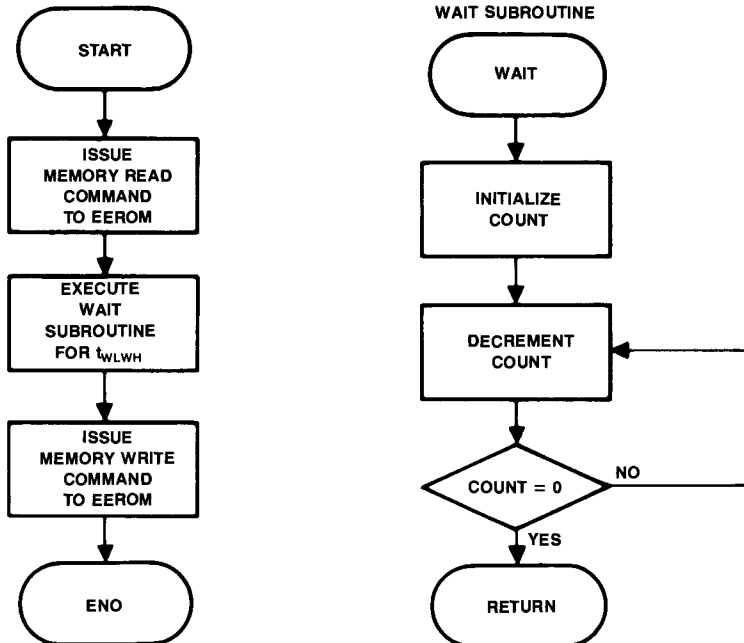 START
ISSUE
MEMORY READ
COMMAND
TO EEROM
EXECUTE
WAIT
SUBROUTINE
FOR tWLWH
ISSUE
MEMORY WRITE
COMMAND
TO EEROM
ENO
WAIT SUBROUTINE
WAIT
INITIALIZE
COUNT
DECREMENT
COUNT
COUNT = 0
NO
YES
RETURN